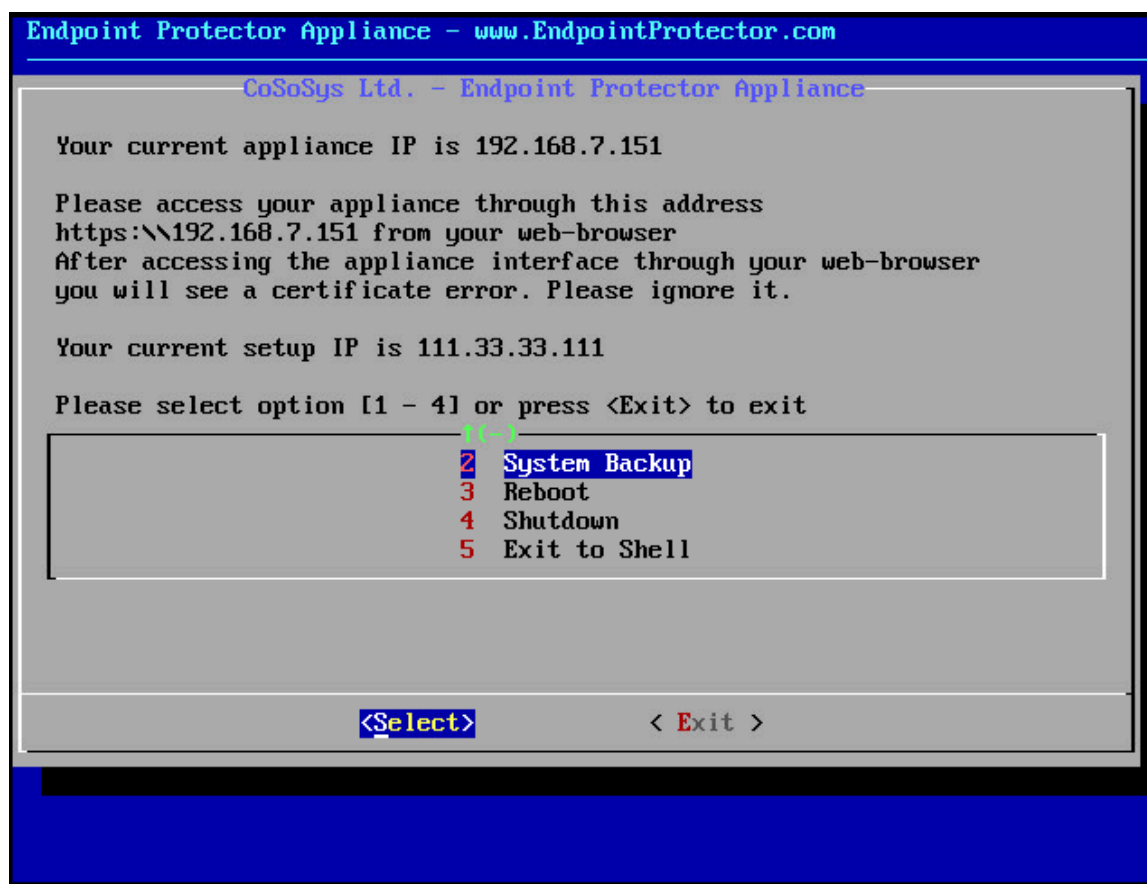 Endpoint Protector Appliance - www.EndpointProtector.com
CoSoSys Ltd. - Endpoint Protector Appliance
Your current appliance IP is 192.168.7.151
Please access your appliance through this address
https:\\192.168.7.151 from your web-browser
After accessing the appliance interface through your web-browser
you will see a certificate error. Please ignore it.
Your current setup IP is 111.33.33.111
Please select option [1 - 4] or press <Exit> to exit
↑(-)
2 System Backup
3 Reboot
4 Shutdown
5 Exit to Shell
<Select> < Exit >